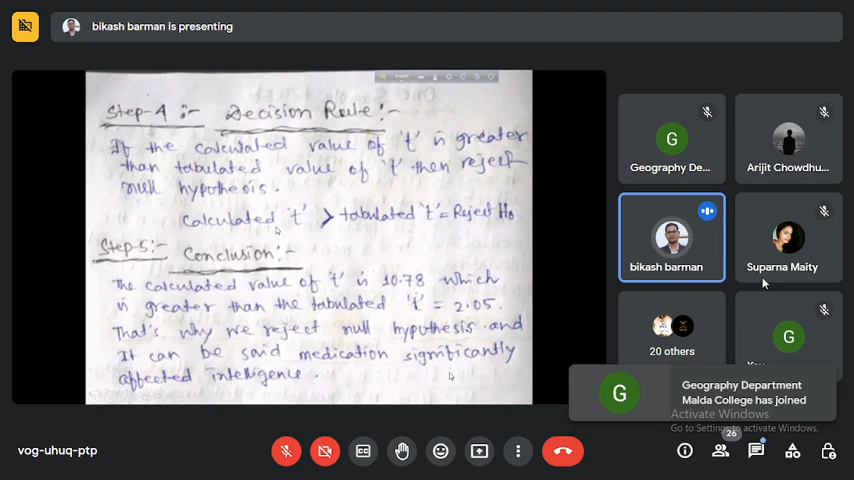 bikash barman is presenting
Step-4 :- Decision Rule :-
If the calculated value of 't' is greater
than tabulated value of 't' then reject
null hypothesis.
calculated 't' > tabulated 't' = Reject H₀
Step-5:- Conclusion :-
The calculated value of 't' is 10.78 which
is greater than the tabulated 't' = 2.05.
That's why we reject null hypothesis and
It can be said medication significantly
affected intelligence.
G
Geography De...
Arijit Chowdhu...
bikash barman
Suparna Maity
20 others
G
G
Geography Department
Malda College has joined
Activate Windows
Go to Settings to activate Windows.
vog-uhuq-ptp
26